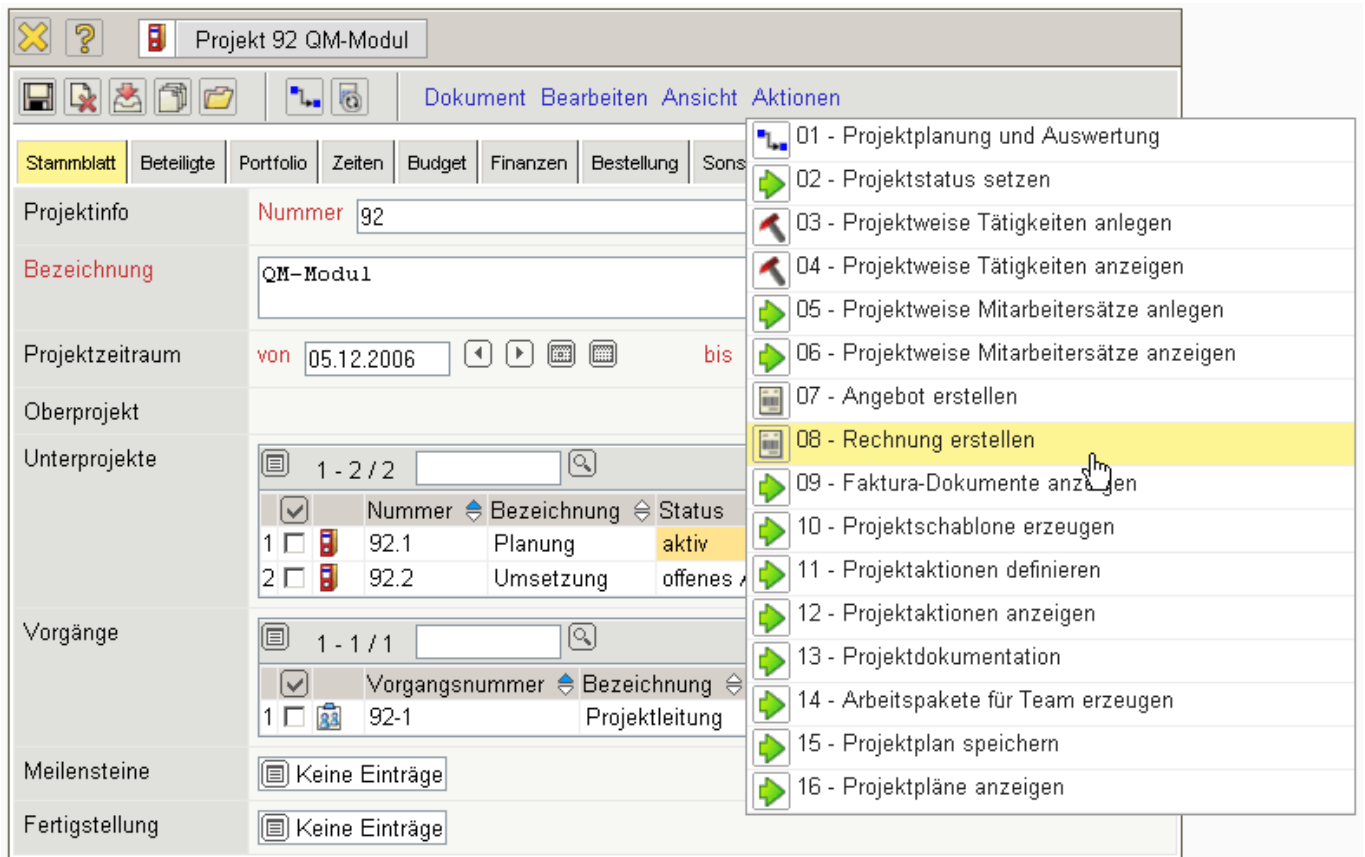 Projekt 92 QM-Modul
Dokument Bearbeiten Ansicht Aktionen
Stammblatt Beteiligte Portfolio Zeiten Budget Finanzen Bestellung Sons
Projektinfo Nummer 92
Bezeichnung QM-Modul
Projektzeitraum von 05.12.2006 bis
Oberprojekt
Unterprojekte 1 - 2 / 2
Nummer Bezeichnung Status
1 92.1 Planung aktiv
2 92.2 Umsetzung offenes
Vorgänge 1 - 1 / 1
Vorgangsnummer Bezeichnung
1 92-1 Projektleitung
Meilensteine Keine Einträge
Fertigstellung Keine Einträge
01 - Projektplanung und Auswertung
02 - Projektstatus setzen
03 - Projektweise Tätigkeiten anlegen
04 - Projektweise Tätigkeiten anzeigen
05 - Projektweise Mitarbeitersätze anlegen
06 - Projektweise Mitarbeitersätze anzeigen
07 - Angebot erstellen
08 - Rechnung erstellen
09 - Faktura-Dokumente anzeigen
10 - Projektschablone erzeugen
11 - Projektaktionen definieren
12 - Projektaktionen anzeigen
13 - Projektdokumentation
14 - Arbeitspakete für Team erzeugen
15 - Projektplan speichern
16 - Projektpläne anzeigen